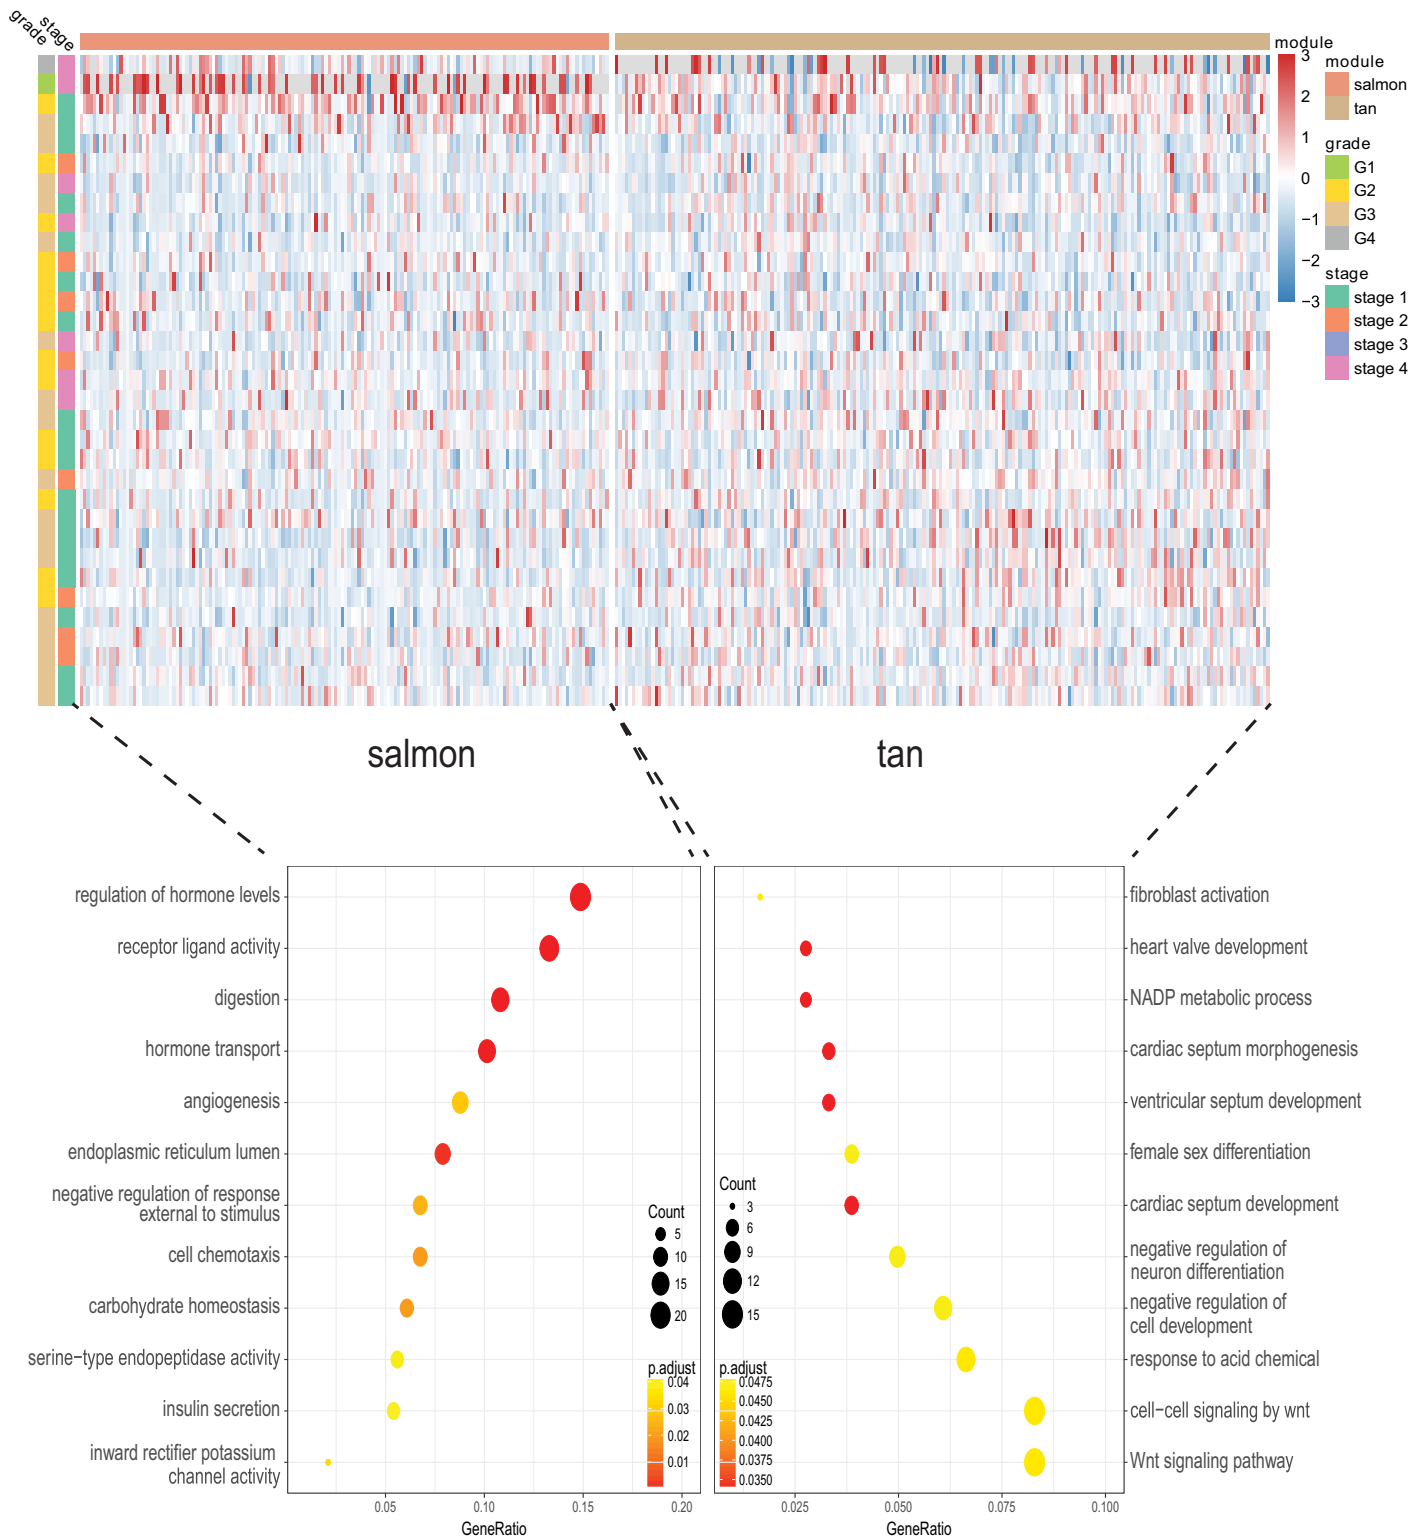 grade
stage
module
3
2
1
0
−1
−2
−3
module
salmon
tan
grade
G1
G2
G3
G4
stage
stage 1
stage 2
stage 3
stage 4
salmon
tan
regulation of hormone levels
receptor ligand activity
digestion
hormone transport
angiogenesis
endoplasmic reticulum lumen
negative regulation of response
external to stimulus
cell chemotaxis
carbohydrate homeostasis
serine−type endopeptidase activity
insulin secretion
inward rectifier potassium
channel activity
Count
5
10
15
20
p.adjust
0.04
0.03
0.02
0.01
0.05
0.10
0.15
0.20
GeneRatio
Count
3
6
9
12
15
p.adjust
0.0475
0.0450
0.0425
0.0400
0.0375
0.0350
0.025
0.050
0.075
0.100
GeneRatio
fibroblast activation
heart valve development
NADP metabolic process
cardiac septum morphogenesis
ventricular septum development
female sex differentiation
cardiac septum development
negative regulation of
neuron differentiation
negative regulation of
cell development
response to acid chemical
cell−cell signaling by wnt
Wnt signaling pathway